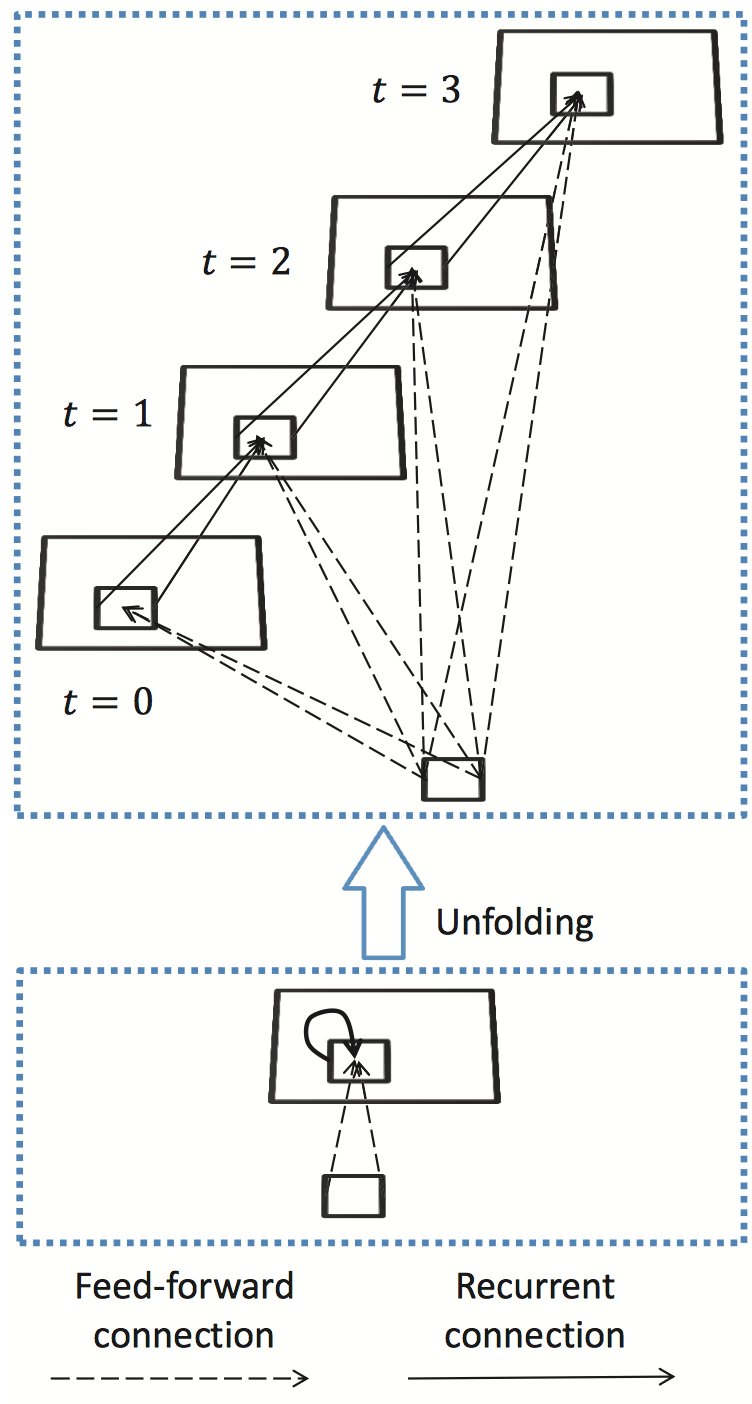 t = 3
t = 2
t = 1
t = 0
Unfolding
Feed-forward
connection
Recurrent
connection